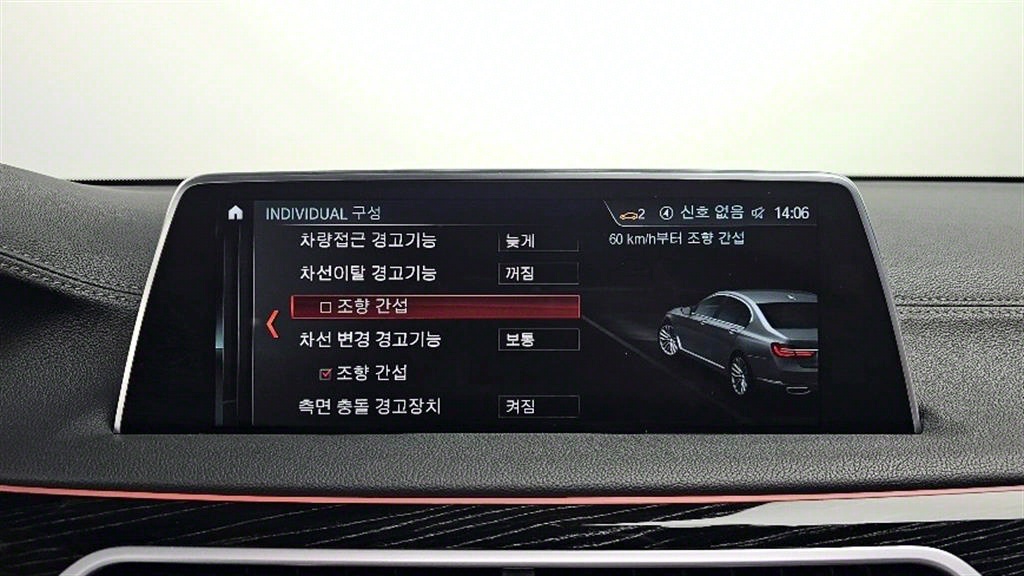 INDIVIDUAL 구성
2 신호 없음 14:06
차량접근 경고기능 늦게
60 km/h부터 조향 간섭
차선이탈 경고기능 꺼짐
조향 간섭
차선 변경 경고기능 보통
조향 간섭
측면 충돌 경고장치 켜짐